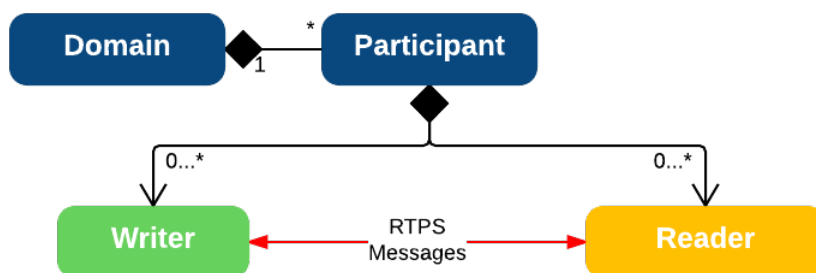 Domain
1
*
Participant
0...*
0...*
Writer
RTPS
Messages
Reader